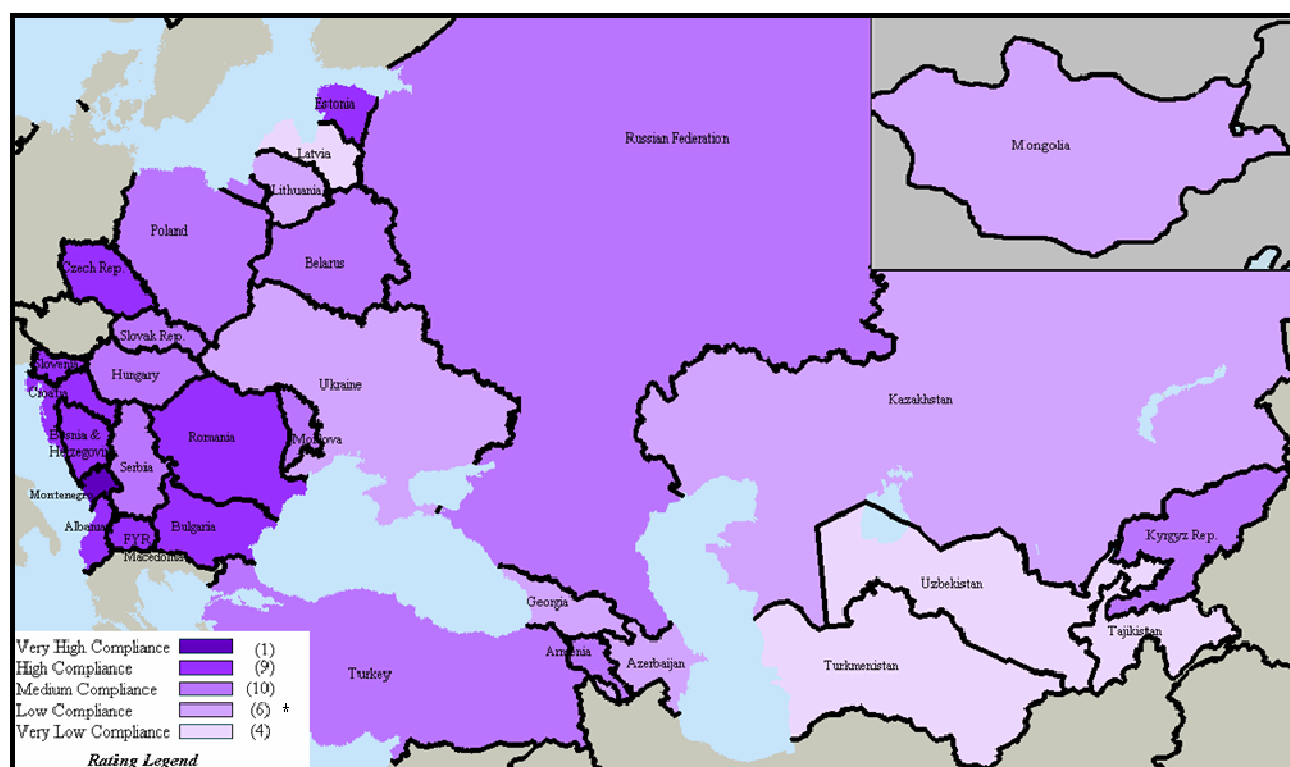 Estonia
Russian Federation
Mongolia
Latvia
Lithuania
Poland
Czech Rep.
Belarus
Slovak Rep.
Slovenia
Hungary
Ukraine
Croatia
Kazakhstan
Bosnia &
Herzegovina
Romania
Moldova
Serbia
Montenegro
Albania
FYR
Macedonia
Bulgaria
Kyrgyz Rep.
Uzbekistan
Georgia
Tajikistan
Armenia
Azerbaijan
Turkmenistan
Turkey
Very High Compliance (1)
High Compliance (9)
Medium Compliance (10)
Low Compliance (6) *
Very Low Compliance (4)
Rating Legend